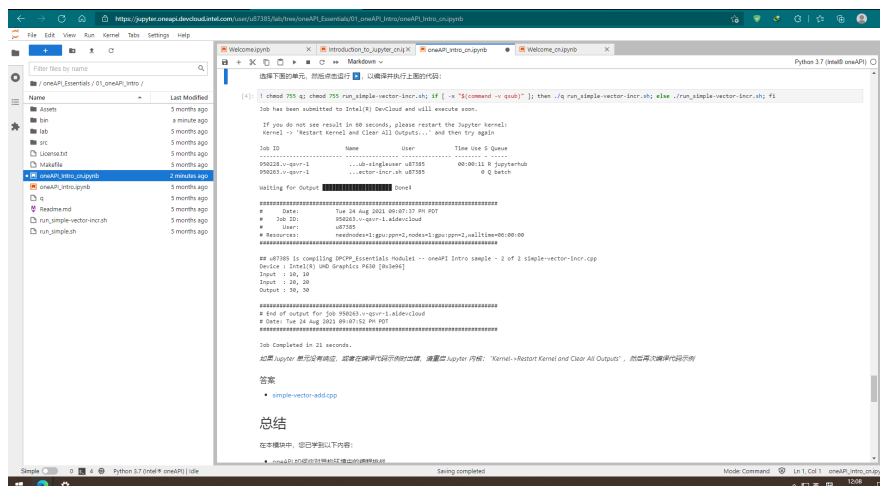 https://jupyter.oneapi.devcloud.intel.com/user/u87385/lab/tree/oneAPI_Essentials/01_oneAPI_Intro/oneAPI_Intro_cn.ipynb
File Edit View Run Kernel Tabs Settings Help
Welcome.ipynb
Introduction_to_Jupyter_cn.ip
oneAPI_Intro_cn.ipynb
Welcome_cn.ipynb
Markdown
Python 3.7 (Intel® oneAPI)
Filter files by name
/ oneAPI_Essentials / 01_oneAPI_Intro /
Name Last Modified
Assets 5 months ago
bin a minute ago
lab 5 months ago
src 5 months ago
License.txt 5 months ago
Makefile 5 months ago
oneAPI_Intro_cn.ipynb 2 minutes ago
oneAPI_Intro.ipynb 5 months ago
q 5 months ago
Readme.md 5 months ago
run_simple-vector-incr.sh 5 months ago
run_simple.sh 5 months ago
选择下面的单元，然后点击运行 ，以编译并执行上面的代码：
[4]: ! chmod 755 q; chmod 755 run_simple-vector-incr.sh; if [ -x "$(command -v qsub)" ]; then ./q run_simple-vector-incr.sh; else ./run_simple-vector-incr.sh; fi
Job has been submitted to Intel(R) DevCloud and will execute soon.
If you do not see result in 60 seconds, please restart the Jupyter kernel:
Kernel -> 'Restart Kernel and Clear All Outputs...' and then try again
Job ID Name User Time Use S Queue
950228.v-qsvr-1 ...ub-singleuser u87385 00:00:11 R jupyterhub
950263.v-qsvr-1 ...ector-incr.sh u87385 0 Q batch
Waiting for Output Done!
########################################################################
# Date: Tue 24 Aug 2021 09:07:37 PM PDT
# Job ID: 950263.v-qsvr-1.aidevcloud
# User: u87385
# Resources: neednodes=1:gpu:ppn=2,nodes=1:gpu:ppn=2,walltime=06:00:00
########################################################################
## u87385 is compiling DPCPP_Essentials Module1 -- oneAPI Intro sample - 2 of 2 simple-vector-incr.cpp
Device : Intel(R) UHD Graphics P630 [0x3e96]
Input : 10, 10
Input : 20, 20
Output : 30, 30
########################################################################
# End of output for job 950263.v-qsvr-1.aidevcloud
# Date: Tue 24 Aug 2021 09:07:52 PM PDT
########################################################################
Job Completed in 21 seconds.
如果 Jupyter 单元没有响应，或者在编译代码示例时出错，请重启 Jupyter 内核： "Kernel->Restart Kernel and Clear All Outputs" ，然后再次编译代码示例
答案
simple-vector-add.cpp
总结
在本模块中，您已学到以下内容：
oneAPI 如何应对异构环境中的编程挑战
Simple 0 4 Python 3.7 (Intel® oneAPI) | Idle Saving completed Mode: Command Ln 1, Col 1 oneAPI_Intro_cn.ipy
12:08